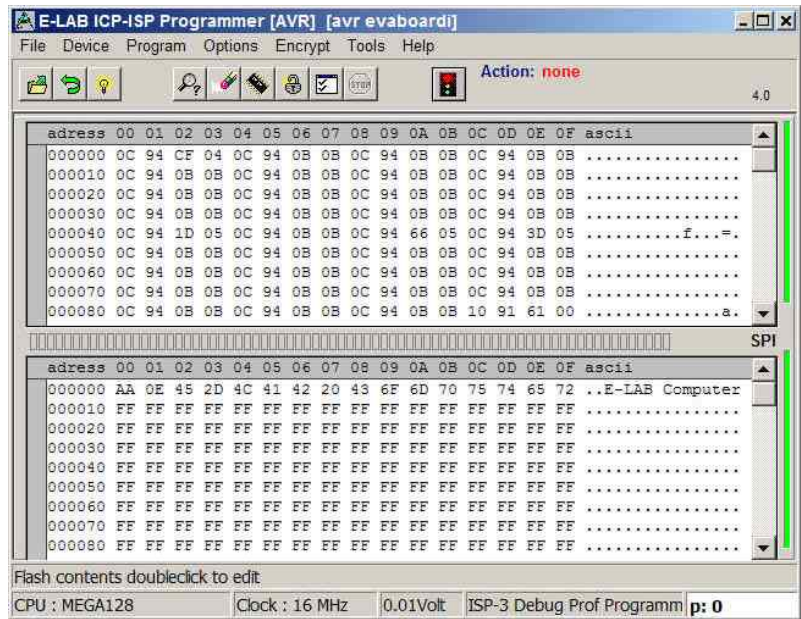 E-LAB ICP-ISP Programmer [AVR] [avr evaboardi]
File Device Program Options Encrypt Tools Help
STOP
Action: none
4.0
adress 00 01 02 03 04 05 06 07 08 09 0A 0B 0C 0D 0E 0F ascii
000000 0C 94 CF 04 0C 94 0B 0B 0C 94 0B 0B 0C 94 0B 0B ................
000010 0C 94 0B 0B 0C 94 0B 0B 0C 94 0B 0B 0C 94 0B 0B ................
000020 0C 94 0B 0B 0C 94 0B 0B 0C 94 0B 0B 0C 94 0B 0B ................
000030 0C 94 0B 0B 0C 94 0B 0B 0C 94 0B 0B 0C 94 0B 0B ................
000040 0C 94 1D 05 0C 94 0B 0B 0C 94 66 05 0C 94 3D 05 ..........f...=.
000050 0C 94 0B 0B 0C 94 0B 0B 0C 94 0B 0B 0C 94 0B 0B ................
000060 0C 94 0B 0B 0C 94 0B 0B 0C 94 0B 0B 0C 94 0B 0B ................
000070 0C 94 0B 0B 0C 94 0B 0B 0C 94 0B 0B 0C 94 0B 0B ................
000080 0C 94 0B 0B 0C 94 0B 0B 0C 94 0B 0B 10 91 61 00 ..............a.
SPI
adress 00 01 02 03 04 05 06 07 08 09 0A 0B 0C 0D 0E 0F ascii
000000 AA 0E 45 2D 4C 41 42 20 43 6F 6D 70 75 74 65 72 ..E-LAB Computer
000010 FF FF FF FF FF FF FF FF FF FF FF FF FF FF FF FF ................
000020 FF FF FF FF FF FF FF FF FF FF FF FF FF FF FF FF ................
000030 FF FF FF FF FF FF FF FF FF FF FF FF FF FF FF FF ................
000040 FF FF FF FF FF FF FF FF FF FF FF FF FF FF FF FF ................
000050 FF FF FF FF FF FF FF FF FF FF FF FF FF FF FF FF ................
000060 FF FF FF FF FF FF FF FF FF FF FF FF FF FF FF FF ................
000070 FF FF FF FF FF FF FF FF FF FF FF FF FF FF FF FF ................
000080 FF FF FF FF FF FF FF FF FF FF FF FF FF FF FF FF ................
Flash contents doubleclick to edit
CPU : MEGA128 Clock : 16 MHz 0.01Volt ISP-3 Debug Prof Programm p: 0